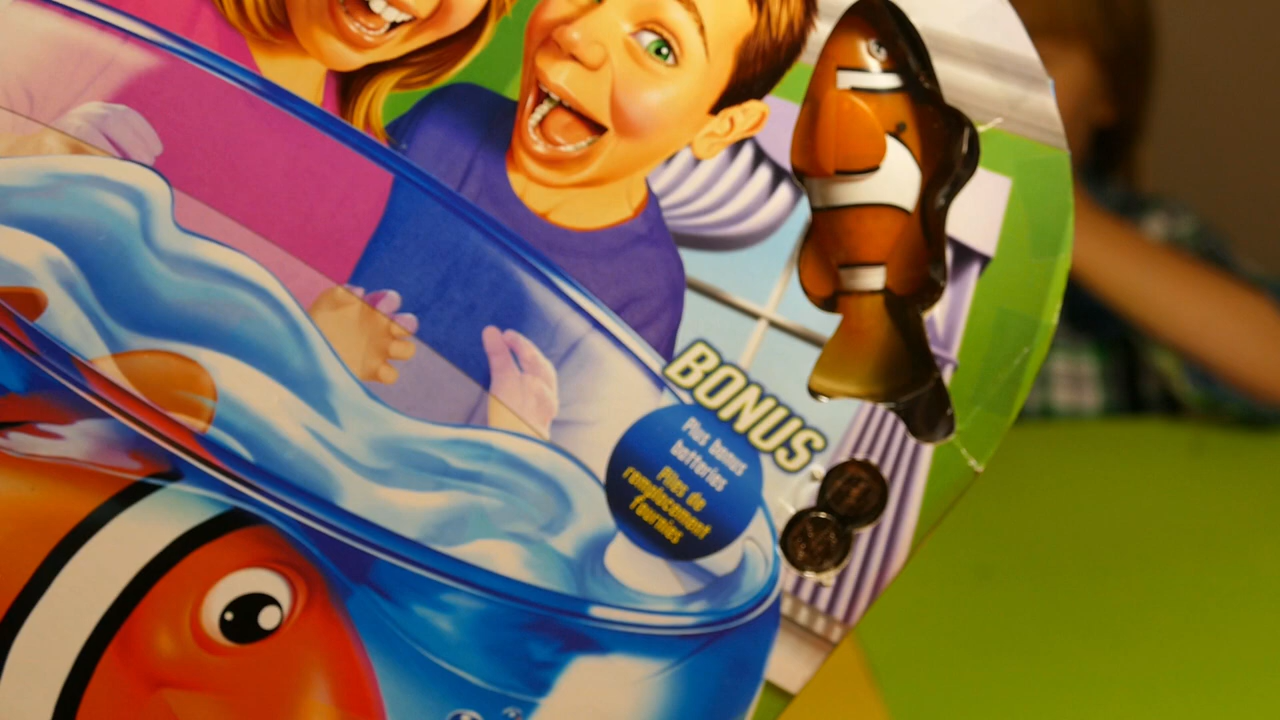 BONUS
Plus bonus
batteries
Piles de
remplacement
fournies